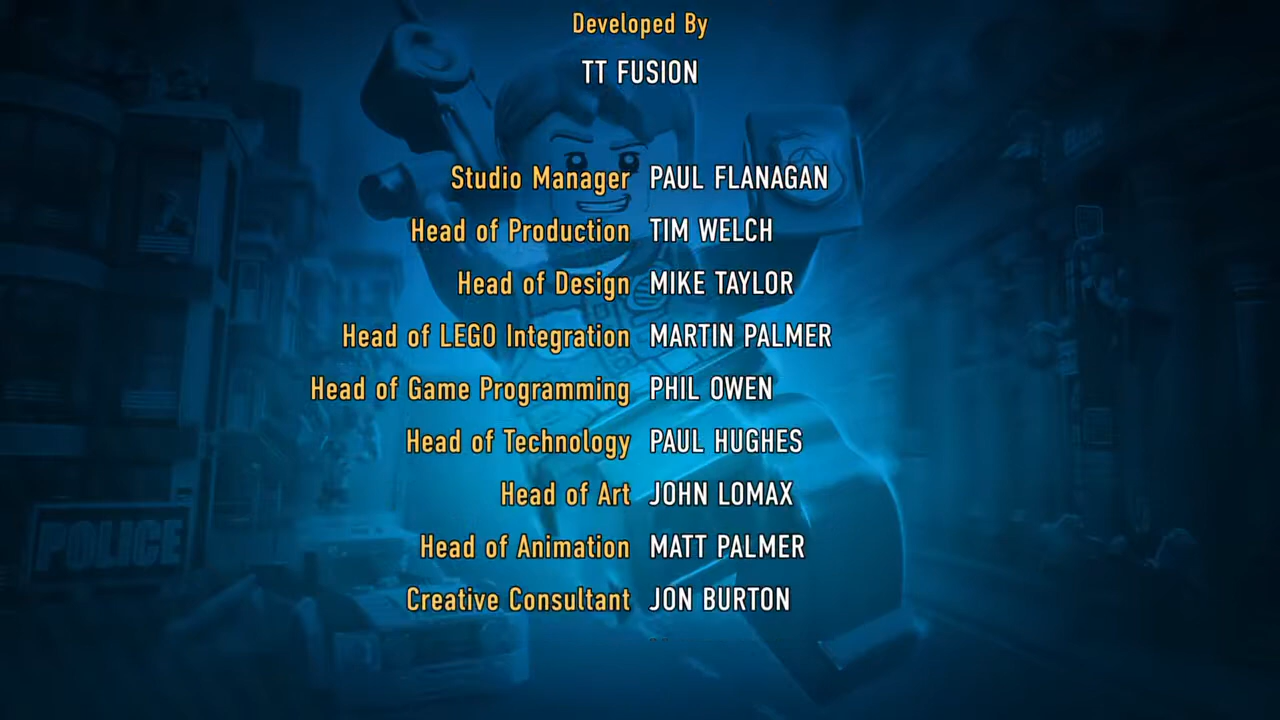 Developed By
TT FUSION
Studio Manager PAUL FLANAGAN
Head of Production TIM WELCH
Head of Design MIKE TAYLOR
Head of LEGO Integration MARTIN PALMER
Head of Game Programming PHIL OWEN
Head of Technology PAUL HUGHES
Head of Art JOHN LOMAX
Head of Animation MATT PALMER
Creative Consultant JON BURTON
POLICE